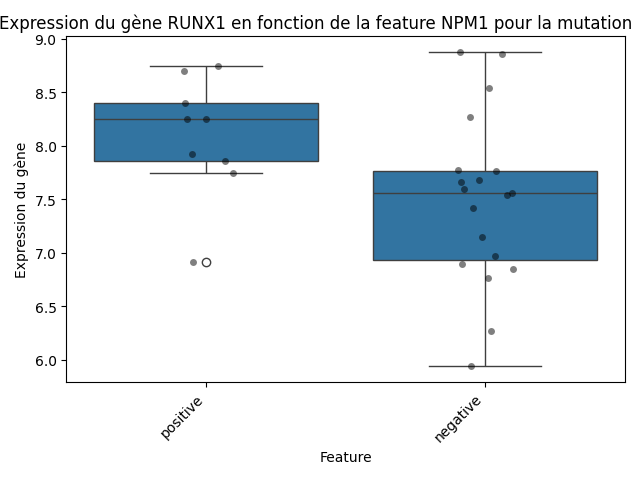 Expression du gène RUNX1 en fonction de la feature NPM1 pour la mutation
9.0
8.5
8.0
7.5
7.0
6.5
6.0
Expression du gène
positive
negative
Feature